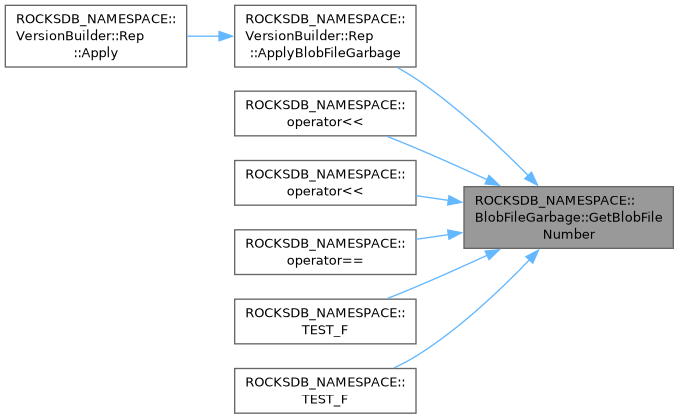 ROCKSDB_NAMESPACE::
VersionBuilder::Rep
::Apply
ROCKSDB_NAMESPACE::
VersionBuilder::Rep
::ApplyBlobFileGarbage
ROCKSDB_NAMESPACE::
operator<<
ROCKSDB_NAMESPACE::
operator<<
ROCKSDB_NAMESPACE::
operator==
ROCKSDB_NAMESPACE::
TEST_F
ROCKSDB_NAMESPACE::
TEST_F
ROCKSDB_NAMESPACE::
BlobFileGarbage::GetBlobFile
Number